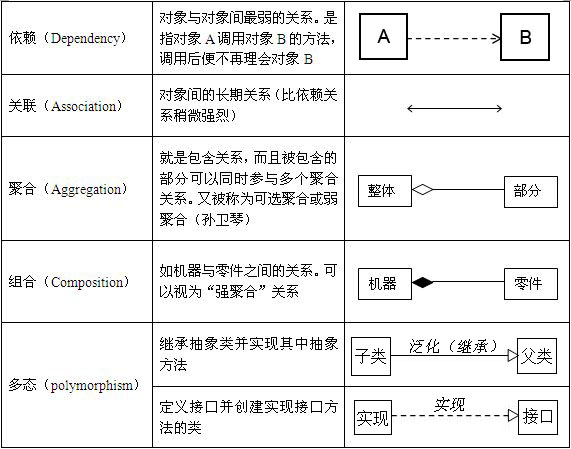 依赖（Dependency）
对象与对象间最弱的关系。是
指对象 A 调用对象 B 的方法，
调用后便不再理会对象 B
A
B
关联（Association）
对象间的长期关系（比依赖关
系稍微强烈）
聚合（Aggregation）
就是包含关系，而且被包含的
部分可以同时参与多个聚合
关系。又被称为可选聚合或弱
聚合（孙卫琴）
整体
部分
组合（Composition）
如机器与零件之间的关系。可
以视为“强聚合”关系
机器
零件
多态（polymorphism）
继承抽象类并实现其中抽象
方法
子类
泛化（继承）
父类
定义接口并创建实现接口方
法的类
实现
实现
接口